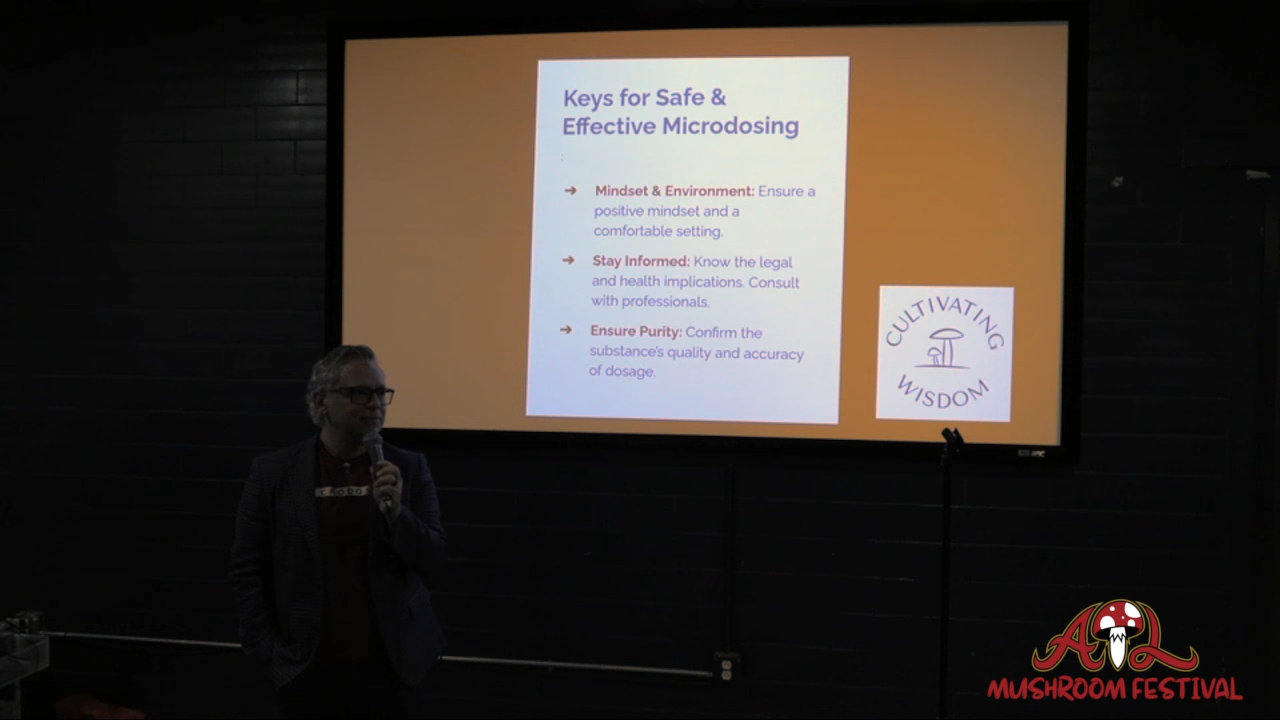 Keys for Safe &
Effective Microdosing
:
➔ Mindset & Environment: Ensure a
positive mindset and a
comfortable setting.
➔ Stay Informed: Know the legal
and health implications. Consult
with professionals.
➔ Ensure Purity: Confirm the
substance's quality and accuracy
of dosage.
CULTIVATING
WISDOM
ATL
MUSHROOM FESTIVAL